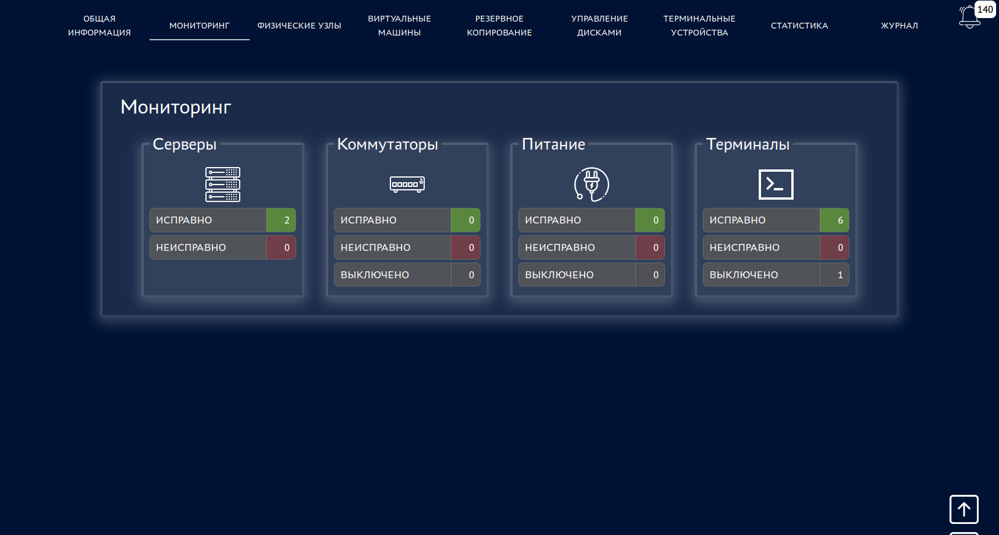 ОБЩАЯ
ИНФОРМАЦИЯ
МОНИТОРИНГ
ФИЗИЧЕСКИЕ УЗЛЫ
ВИРТУАЛЬНЫЕ
МАШИНЫ
РЕЗЕРВНОЕ
КОПИРОВАНИЕ
УПРАВЛЕНИЕ
ДИСКАМИ
ТЕРМИНАЛЬНЫЕ
УСТРОЙСТВА
СТАТИСТИКА
ЖУРНАЛ
140
Мониторинг
Серверы
ИСПРАВНО 2
НЕИСПРАВНО 0
Коммутаторы
ИСПРАВНО 0
НЕИСПРАВНО 0
ВЫКЛЮЧЕНО 0
Питание
ИСПРАВНО 0
НЕИСПРАВНО 0
ВЫКЛЮЧЕНО 0
Терминалы
ИСПРАВНО 6
НЕИСПРАВНО 0
ВЫКЛЮЧЕНО 1